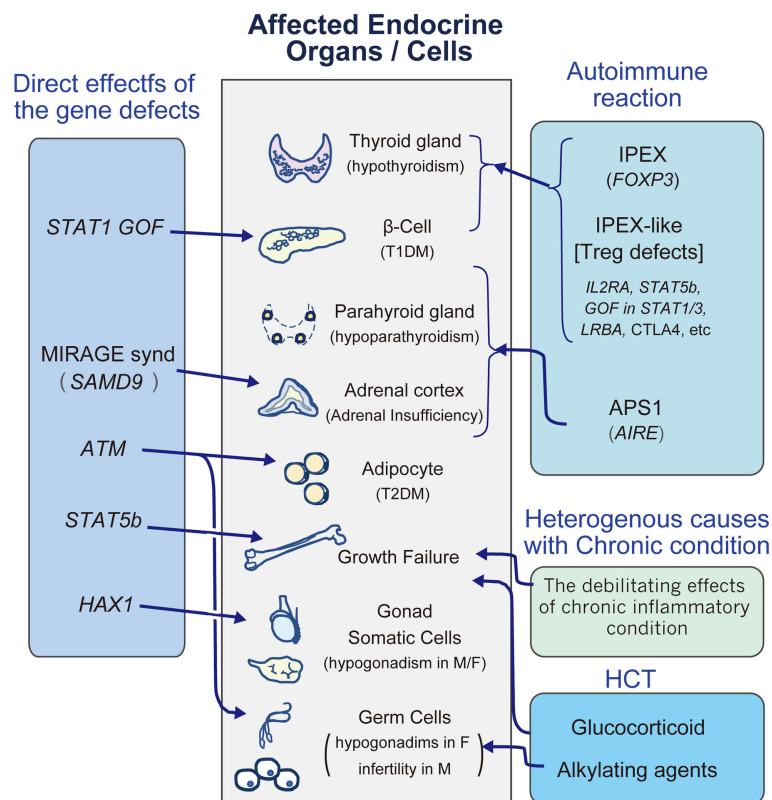 Affected Endocrine
Organs / Cells
Direct effectfs of
the gene defects
STAT1 GOF
MIRAGE synd
(SAMD9)
ATM
STAT5b
HAX1
Thyroid gland
(hypothyroidism)
β-Cell
(T1DM)
Parahyroid gland
(hypoparathyroidism)
Adrenal cortex
(Adrenal Insufficiency)
Adipocyte
(T2DM)
Growth Failure
Gonad
Somatic Cells
(hypogonadism in M/F)
Germ Cells
(hypogonadims in F
infertility in M)
Autoimmune
reaction
IPEX
(FOXP3)
IPEX-like
[Treg defects]
IL2RA, STAT5b,
GOF in STAT1/3,
LRBA, CTLA4, etc
APS1
(AIRE)
Heterogenous causes
with Chronic condition
The debilitating effects
of chronic inflammatory
condition
HCT
Glucocorticoid
Alkylating agents